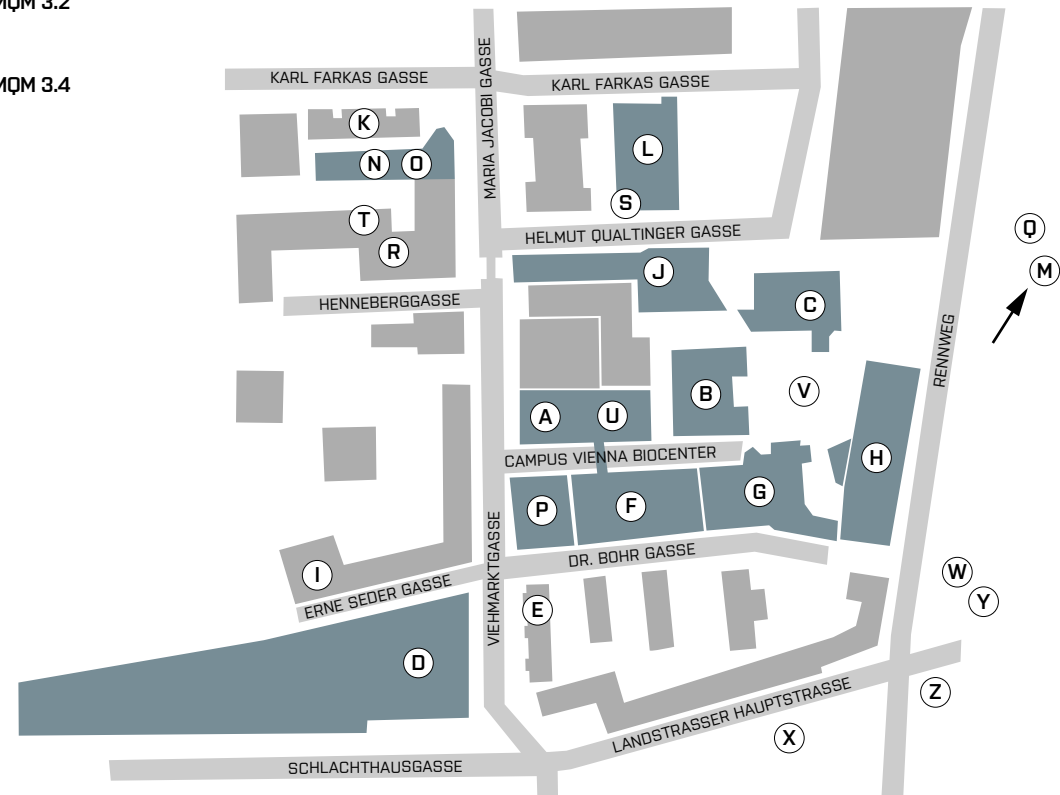 MQM 3.2
MQM 3.4
KARL FARKAS GASSE
KARL FARKAS GASSE
MARIA JACOBI GASSE
K
N O
L
S
T
R
HELMUT QUALTINGER GASSE
Q
M
J
C
HENNEBERGGASSE
RENNWEG
A U
B
V
CAMPUS VIENNA BIOCENTER
H
P
F
G
VIEHMARKTGASSE
DR. BOHR GASSE
I
ERNE SEDER GASSE
E
W
Y
D
Z
LANDSTRASSER HAUPTSTRASSE
X
SCHLACHTHAUSGASSE